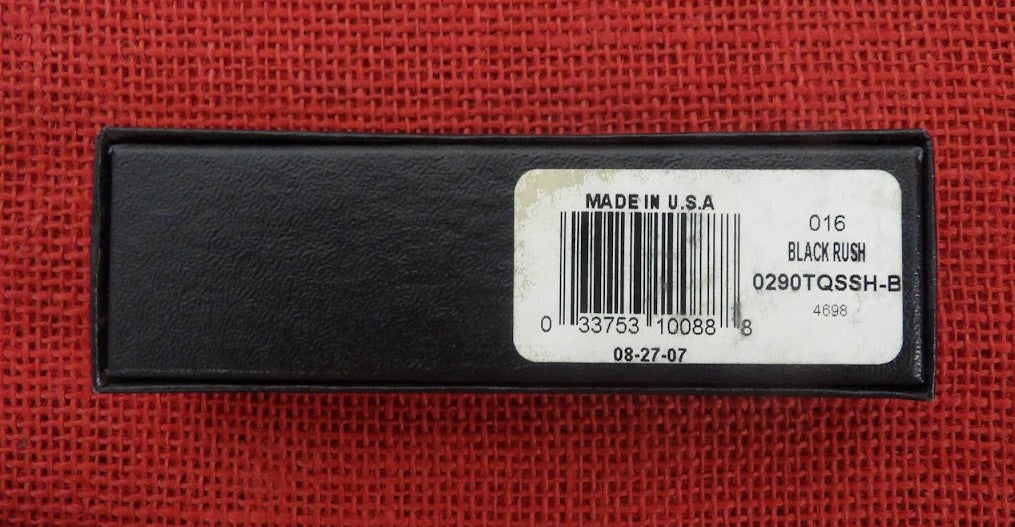 MADE IN U.S.A
0 33753 10088 8
08-27-07
016
BLACK RUSH
0290TQSSH-B
4698